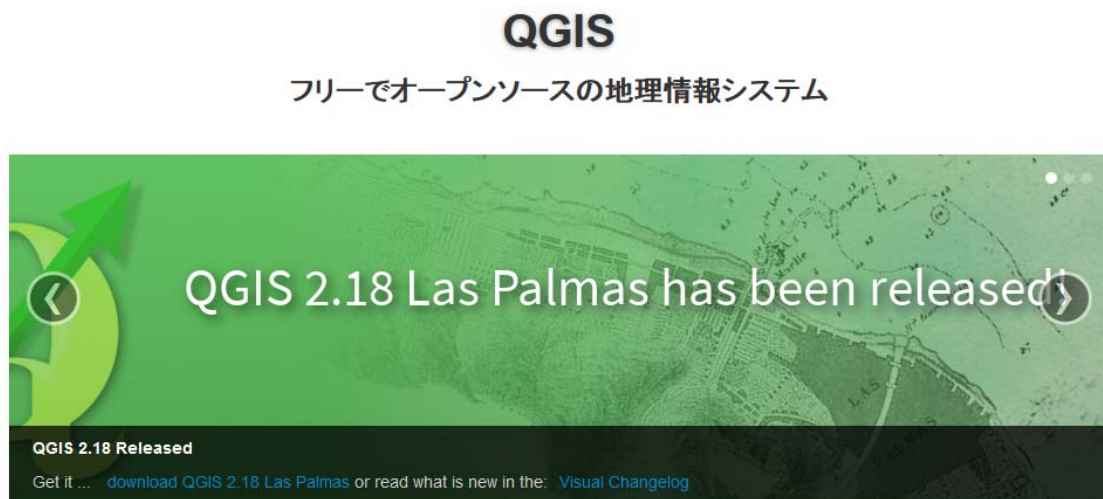 QGIS
フリーでオープンソースの地理情報システム
QGIS 2.18 Las Palmas has been released!
QGIS 2.18 Released
Get it ... download QGIS 2.18 Las Palmas or read what is new in the: Visual Changelog
LAS